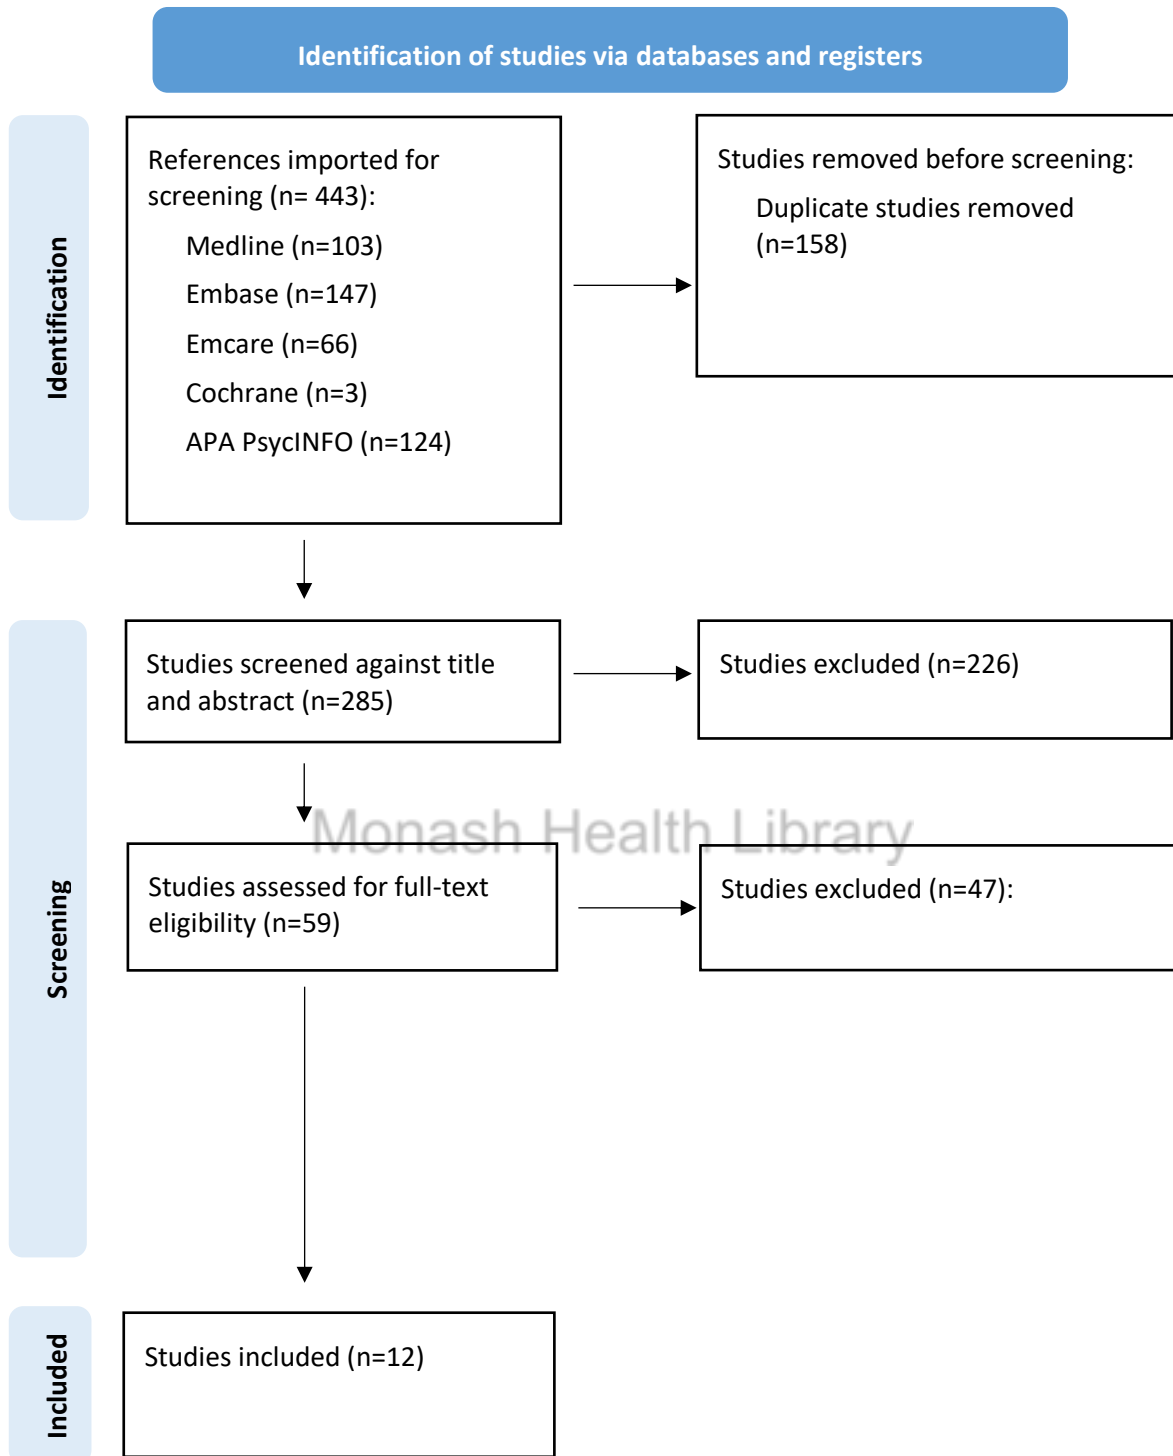 Identification of studies via databases and registers
Identification
References imported for
screening (n= 443):
Medline (n=103)
Embase (n=147)
Emcare (n=66)
Cochrane (n=3)
APA PsycINFO (n=124)
Studies removed before screening:
Duplicate studies removed
(n=158)
Screening
Studies screened against title
and abstract (n=285)
Studies excluded (n=226)
Monash Health Library
Studies assessed for full-text
eligibility (n=59)
Studies excluded (n=47):
Included
Studies included (n=12)